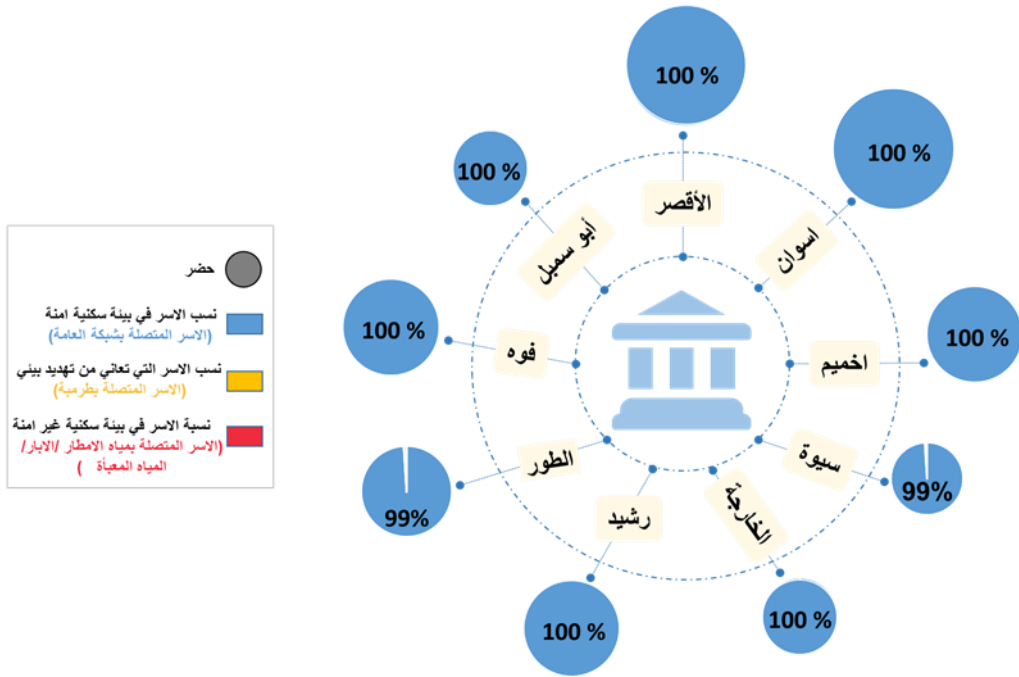 100 %
الأقصر
100 %
اسوان
100 %
اخميم
99%
سيوة
100 %
الخارجة
100 %
رشيد
99%
الطور
100 %
فوه
100 %
أبو سمبل
حضر
نسب الاسر في بيئة سكنية امنة
(الاسر المتصلة بشبكة العامة)
نسب الاسر التي تعاني من تهديد بيئي
(الاسر المتصلة بطرمبة)
نسبة الاسر في بيئة سكنية غير امنة
(الاسر المتصلة بمياه الامطار /الابار/
المياه المعبأة )